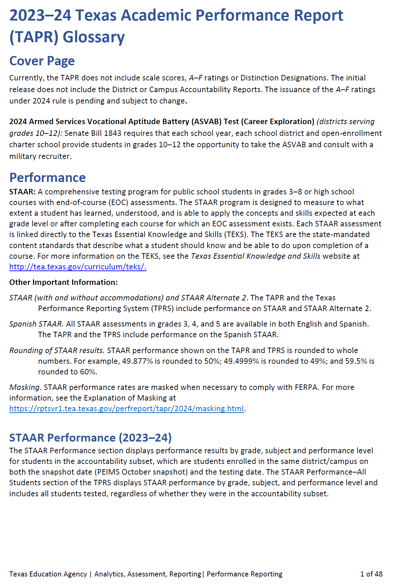 2023–24 Texas Academic Performance Report
(TAPR) Glossary
Cover Page
Currently, the TAPR does not include scale scores, A–F ratings or Distinction Designations. The initial
release does not include the District or Campus Accountability Reports. The issuance of the A–F ratings
under 2024 rule is pending and subject to change.
2024 Armed Services Vocational Aptitude Battery (ASVAB) Test (Career Exploration) (districts serving
grades 10–12): Senate Bill 1843 requires that each school year, each school district and open-enrollment
charter school provide students in grades 10–12 the opportunity to take the ASVAB and consult with a
military recruiter.
Performance
STAAR: A comprehensive testing program for public school students in grades 3–8 or high school
courses with end-of-course (EOC) assessments. The STAAR program is designed to measure to what
extent a student has learned, understood, and is able to apply the concepts and skills expected at each
grade level or after completing each course for which an EOC assessment exists. Each STAAR assessment
is linked directly to the Texas Essential Knowledge and Skills (TEKS). The TEKS are the state-mandated
content standards that describe what a student should know and be able to do upon completion of a
course. For more information on the TEKS, see the Texas Essential Knowledge and Skills website at
http://tea.texas.gov/curriculum/teks/.
Other Important Information:
STAAR (with and without accommodations) and STAAR Alternate 2. The TAPR and the Texas
Performance Reporting System (TPRS) include performance on STAAR and STAAR Alternate 2.
Spanish STAAR. All STAAR assessments in grades 3, 4, and 5 are available in both English and Spanish.
The TAPR and the TPRS include performance on the Spanish STAAR.
Rounding of STAAR results. STAAR performance shown on the TAPR and TPRS is rounded to whole
numbers. For example, 49.877% is rounded to 50%; 49.4999% is rounded to 49%; and 59.5% is
rounded to 60%.
Masking. STAAR performance rates are masked when necessary to comply with FERPA. For more
information, see the Explanation of Masking at
https://rptsvr1.tea.texas.gov/perfreport/tapr/2024/masking.html.
STAAR Performance (2023–24)
The STAAR Performance section displays performance results by grade, subject and performance level
for students in the accountability subset, which are students enrolled in the same district/campus on
both the snapshot date (PEIMS October snapshot) and the testing date. The STAAR Performance–All
Students section of the TPRS displays STAAR performance by grade, subject, and performance level and
includes all students tested, regardless of whether they were in the accountability subset.
Texas Education Agency | Analytics, Assessment, Reporting| Performance Reporting 1 of 48